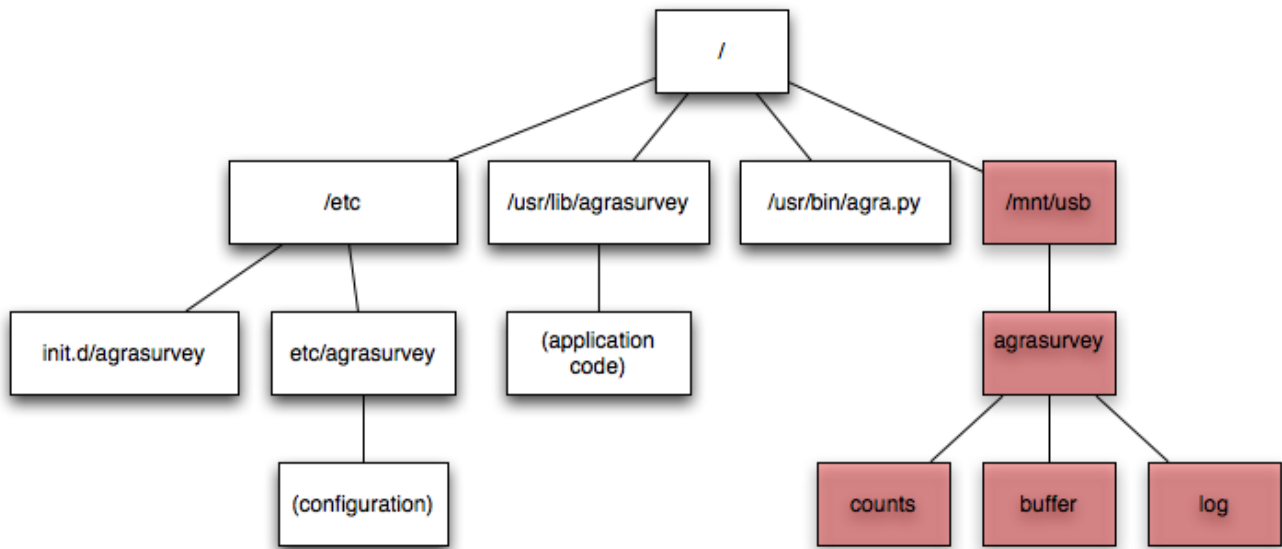 /
/etc
/usr/lib/agrasurvey
/usr/bin/agra.py
/mnt/usb
init.d/agrasurvey
etc/agrasurvey
(application
code)
agrasurvey
(configuration)
counts
buffer
log